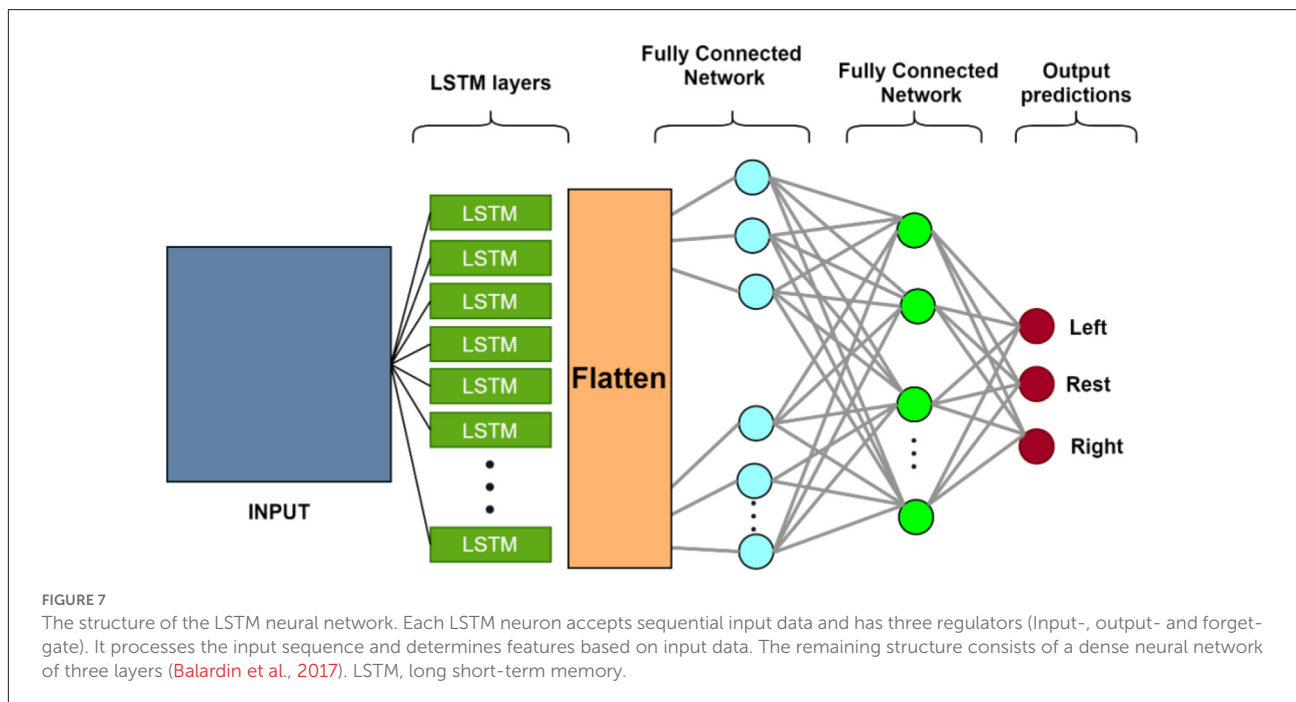 Fully Connected
Network
Fully Connected
Network
Output
predictions
LSTM layers
LSTM
LSTM
LSTM
LSTM
LSTM
LSTM
LSTM
Flatten
Left
Rest
Right
INPUT
FIGURE 7
The structure of the LSTM neural network. Each LSTM neuron accepts sequential input data and has three regulators (Input-, output- and forget-
gate). It processes the input sequence and determines features based on input data. The remaining structure consists of a dense neural network
of three layers (Balardin et al., 2017). LSTM, long short-term memory.